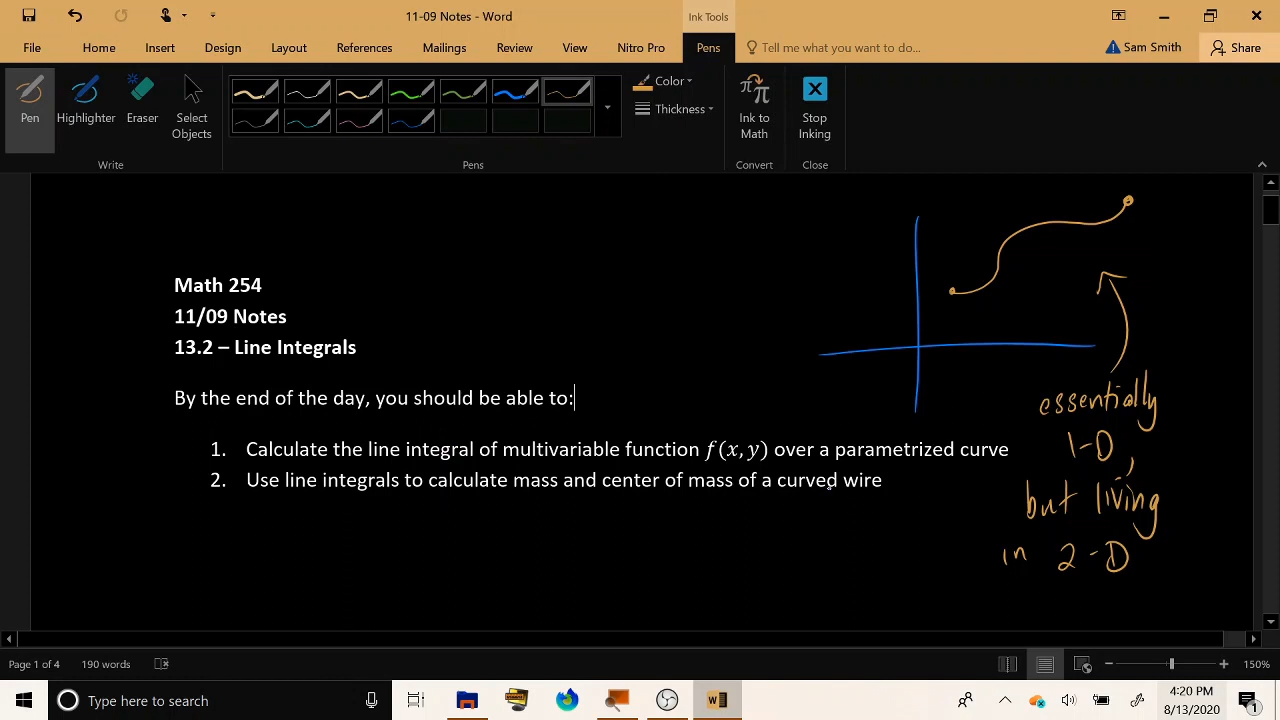 11-09 Notes - Word
Ink Tools
File Home Insert Design Layout References Mailings Review View Nitro Pro Pens Tell me what you want to do... Sam Smith Share
Pen Highlighter Eraser Select Objects
Color
Thickness
Ink to Math
Stop Inking
Write Pens Convert Close
Math 254
11/09 Notes
13.2 – Line Integrals
By the end of the day, you should be able to:
1. Calculate the line integral of multivariable function f(x, y) over a parametrized curve
2. Use line integrals to calculate mass and center of mass of a curved wire
essentially
1-D,
but living
in 2-D
Page 1 of 4 190 words 150%
Type here to search
4:20 PM
8/13/2020
1